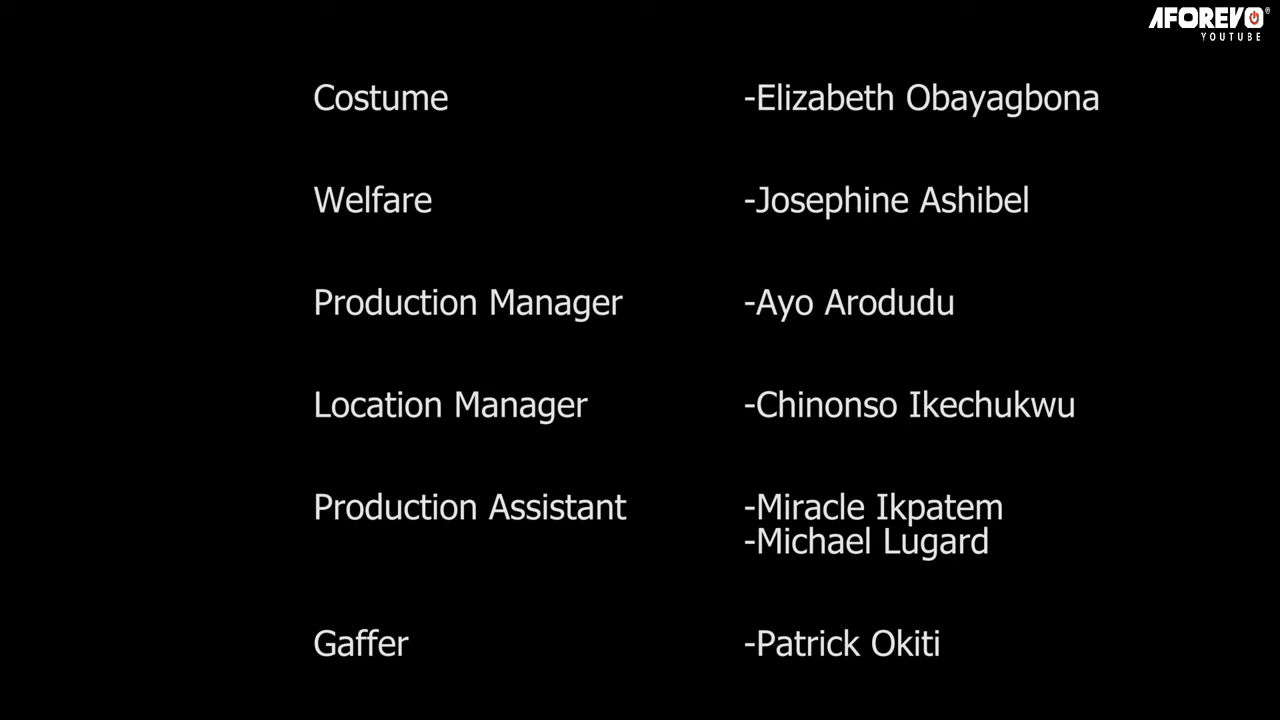 AFOREVO®
YOUTUBE
Costume -Elizabeth Obayagbona
Welfare -Josephine Ashibel
Production Manager -Ayo Arodudu
Location Manager -Chinonso Ikechukwu
Production Assistant -Miracle Ikpatem
-Michael Lugard
Gaffer -Patrick Okiti